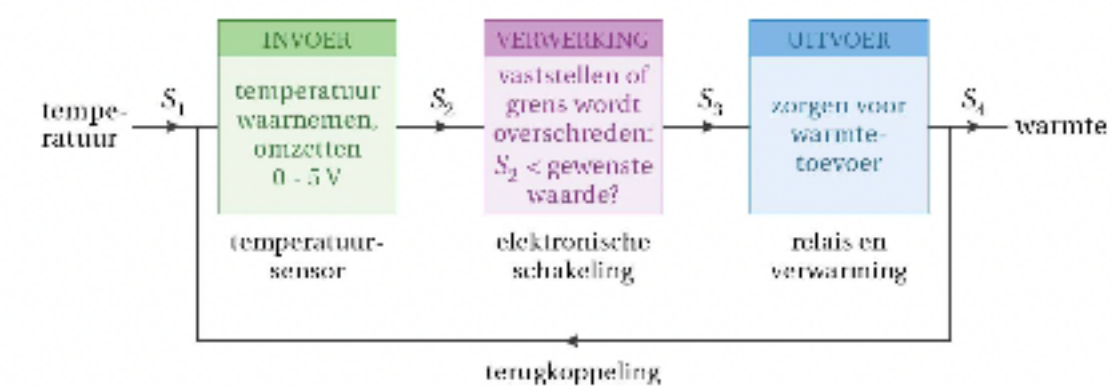 tempe-
ratuur
S1
INVOER
temperatuur
waarnemen,
omzetten
0 - 5 V
temperatuur-
sensor
S2
VERWERKING
vaststellen of
grens wordt
overschreden:
S2 < gewenste
waarde?
elektronische
schakeling
S3
UITVOER
zorgen voor
warmte-
toevoer
relais en
verwarming
S4
warmte
terugkoppeling